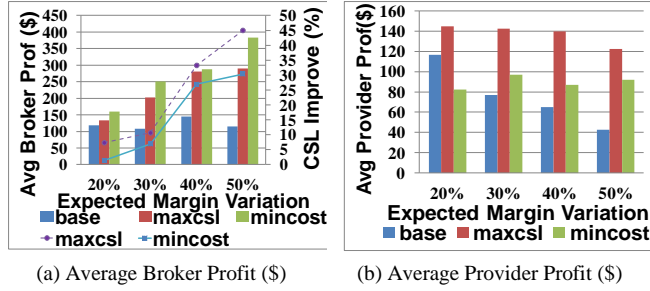 Avg Broker Prof ($)
450
400
350
300
250
200
150
100
50
0
50
45
40
35
30
25
20
15
10
5
0
CSL Improve (%)
20% 30% 40% 50%
Expected Margin Variation
base maxcsl mincost
maxcsl mincost
(a) Average Broker Profit ($)
Avg Provider Prof($)
160
140
120
100
80
60
40
20
0
20% 30% 40% 50%
Expected Margin Variation
base maxcsl mincost
(b) Average Provider Profit ($)